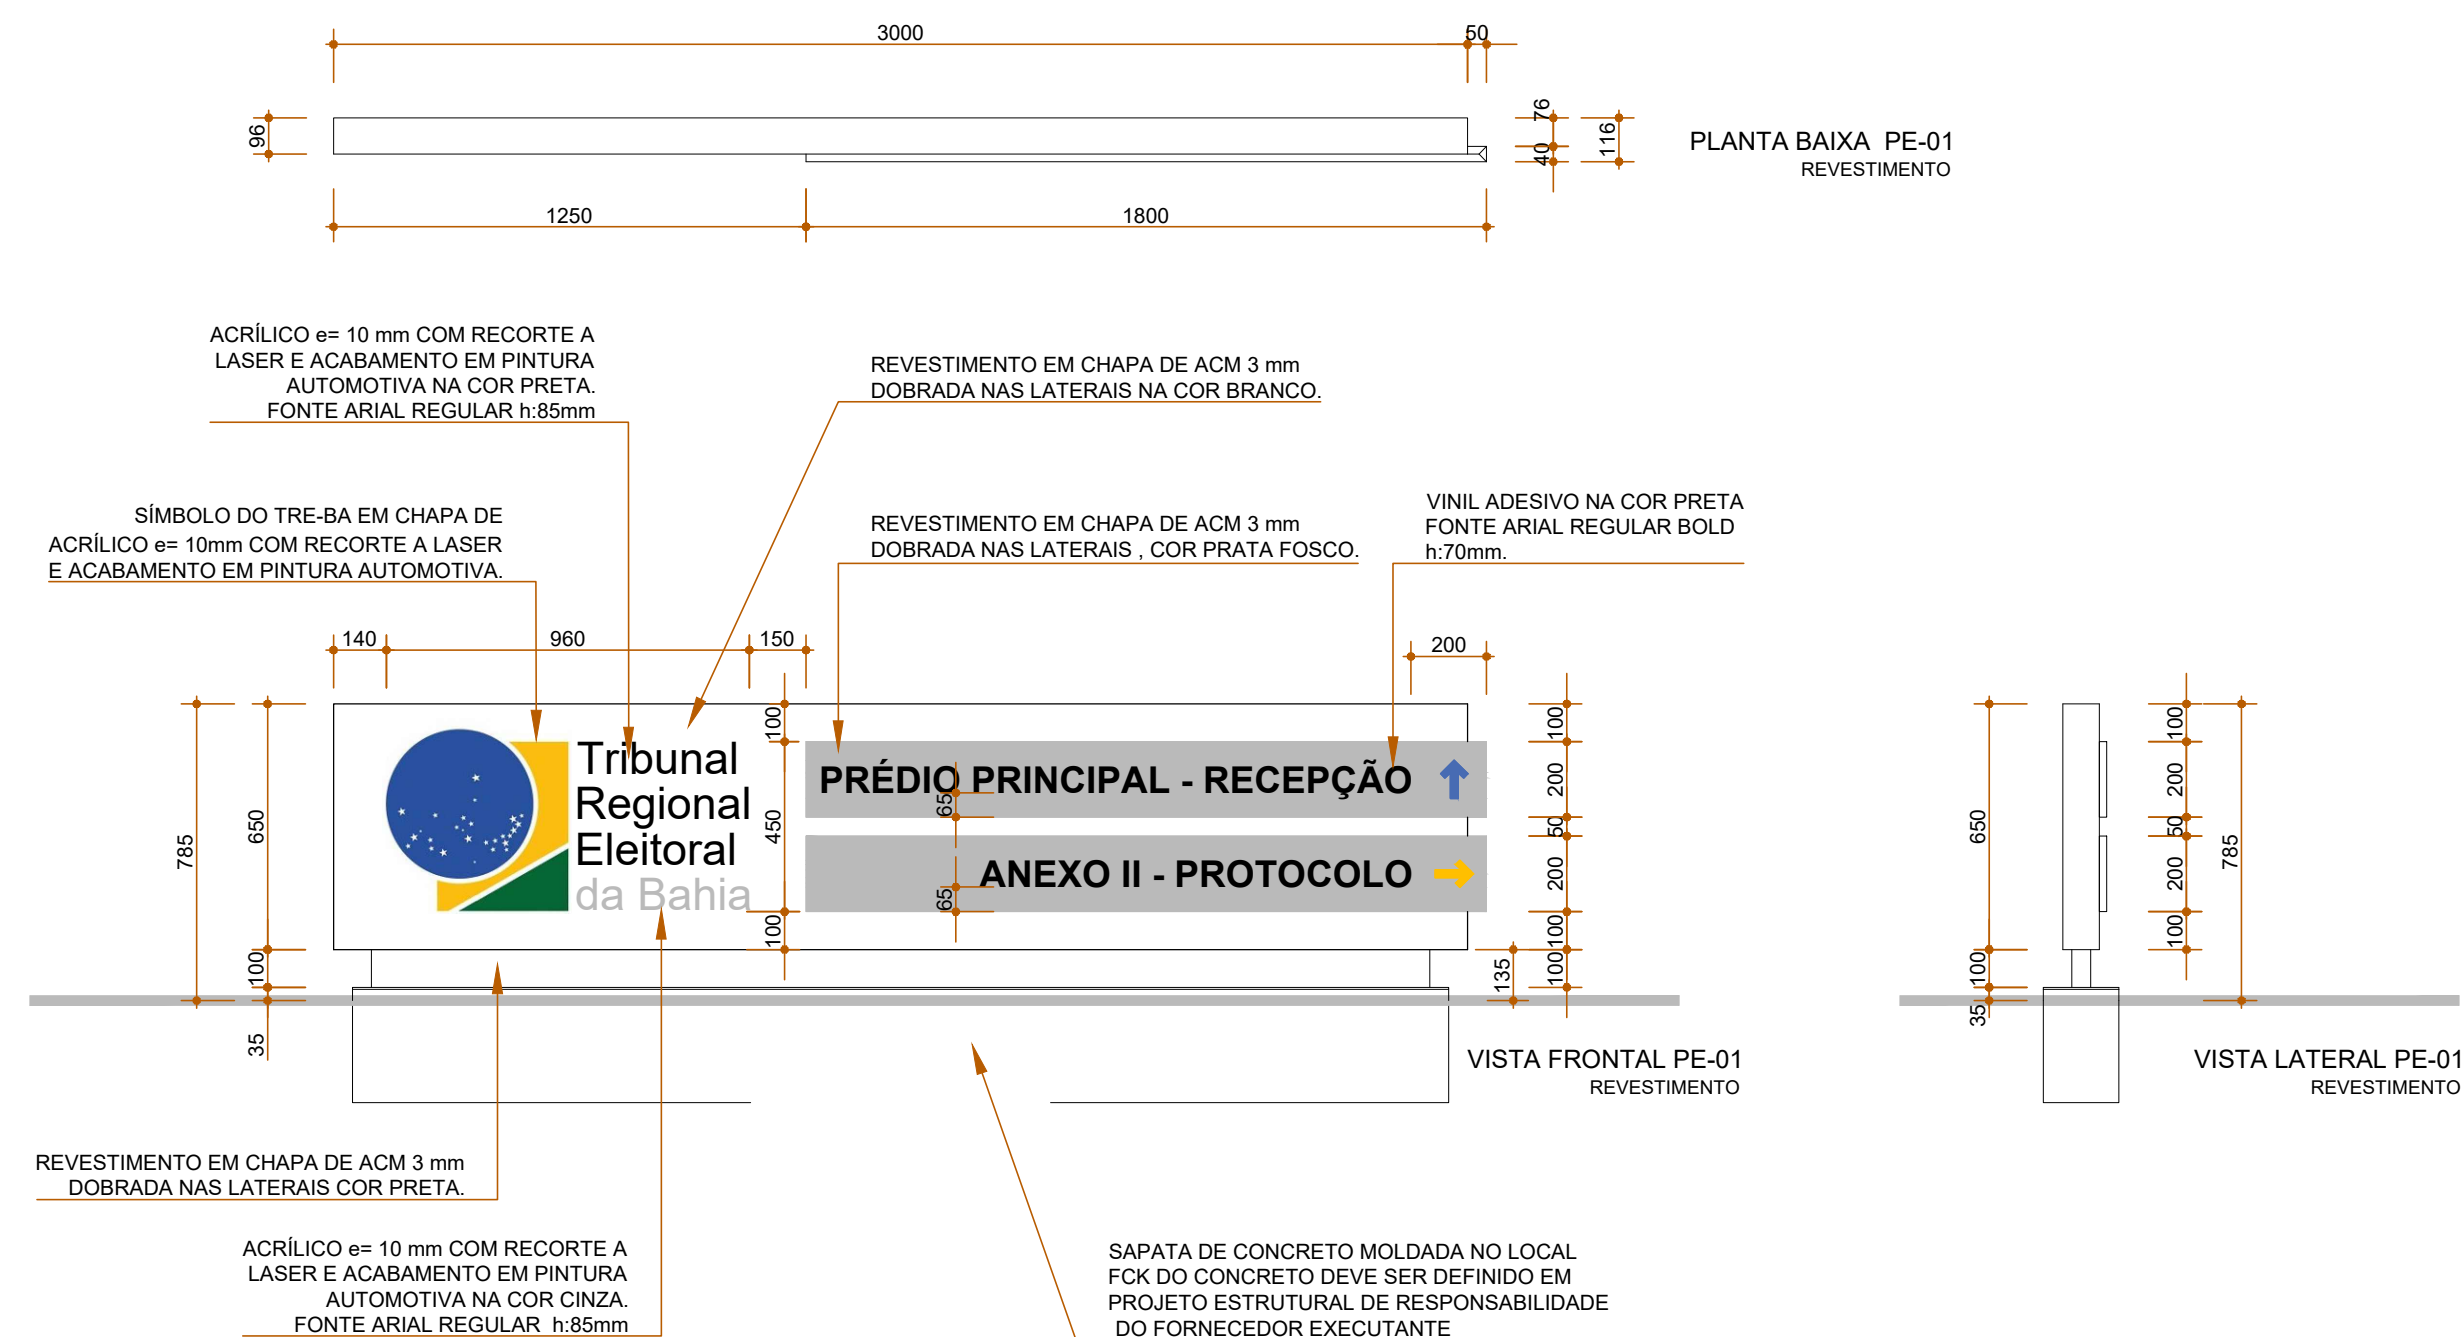 3000
50
96
76
40
116
PLANTA BAIXA  PE-01
REVESTIMENTO
1250
1800
ACRÍLICO e= 10 mm COM RECORTE A
LASER E ACABAMENTO EM PINTURA
AUTOMOTIVA NA COR PRETA.
FONTE ARIAL REGULAR h:85mm
REVESTIMENTO EM CHAPA DE ACM 3 mm
DOBRADA NAS LATERAIS NA COR BRANCO.
SÍMBOLO DO TRE-BA EM CHAPA DE
ACRÍLICO e= 10mm COM RECORTE A LASER
E ACABAMENTO EM PINTURA AUTOMOTIVA.
REVESTIMENTO EM CHAPA DE ACM 3 mm
DOBRADA NAS LATERAIS , COR PRATA FOSCO.
VINIL ADESIVO NA COR PRETA
FONTE ARIAL REGULAR BOLD
h:70mm.
140
960
150
200
785
650
100
35
Tribunal
Regional
Eleitoral
da Bahia
100
450
100
PRÉDIO PRINCIPAL - RECEPÇÃO
65
ANEXO II - PROTOCOLO
65
100
200
50
200
100
100
135
VISTA FRONTAL PE-01
REVESTIMENTO
650
100
35
100
200
50
200
100
785
VISTA LATERAL PE-01
REVESTIMENTO
REVESTIMENTO EM CHAPA DE ACM 3 mm
DOBRADA NAS LATERAIS COR PRETA.
ACRÍLICO e= 10 mm COM RECORTE A
LASER E ACABAMENTO EM PINTURA
AUTOMOTIVA NA COR CINZA.
FONTE ARIAL REGULAR  h:85mm
SAPATA DE CONCRETO MOLDADA NO LOCAL
FCK DO CONCRETO DEVE SER DEFINIDO EM
PROJETO ESTRUTURAL DE RESPONSABILIDADE
DO FORNECEDOR EXECUTANTE